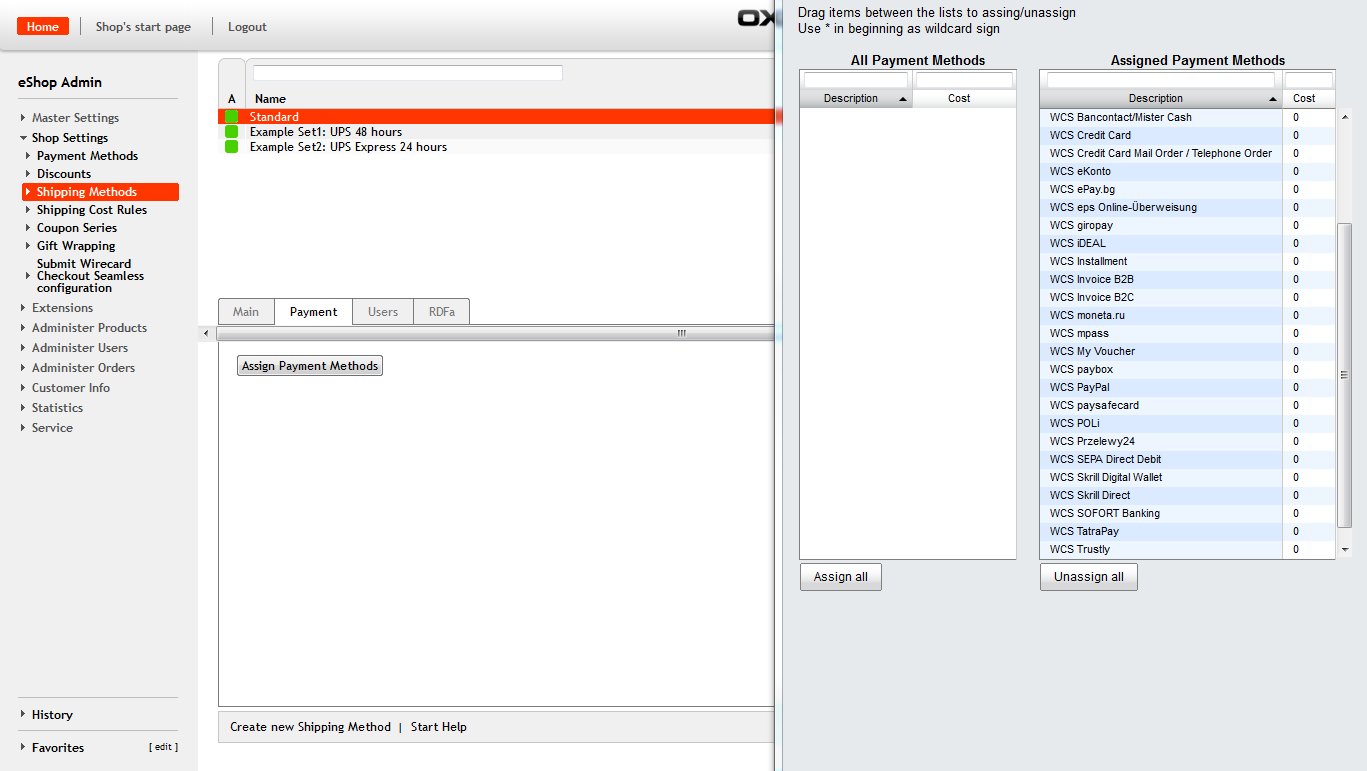 Home
Shop's start page
Logout
OX
eShop Admin
Master Settings
Shop Settings
Payment Methods
Discounts
Shipping Methods
Shipping Cost Rules
Coupon Series
Gift Wrapping
Submit Wirecard
Checkout Seamless
configuration
Extensions
Administer Products
Administer Users
Administer Orders
Customer Info
Statistics
Service
History
Favorites
[ edit ]
A
Name
Standard
Example Set1: UPS 48 hours
Example Set2: UPS Express 24 hours
Main
Payment
Users
RDFa
Assign Payment Methods
Create new Shipping Method | Start Help
Drag items between the lists to assing/unassign
Use * in beginning as wildcard sign
All Payment Methods
Description
Cost
Assign all
Assigned Payment Methods
Description
Cost
WCS Bancontact/Mister Cash 0
WCS Credit Card 0
WCS Credit Card Mail Order / Telephone Order 0
WCS eKonto 0
WCS ePay.bg 0
WCS eps Online-Überweisung 0
WCS giropay 0
WCS iDEAL 0
WCS Installment 0
WCS Invoice B2B 0
WCS Invoice B2C 0
WCS moneta.ru 0
WCS mpass 0
WCS My Voucher 0
WCS paybox 0
WCS PayPal 0
WCS paysafecard 0
WCS POLi 0
WCS Przelewy24 0
WCS SEPA Direct Debit 0
WCS Skrill Digital Wallet 0
WCS Skrill Direct 0
WCS SOFORT Banking 0
WCS TatraPay 0
WCS Trustly 0
Unassign all